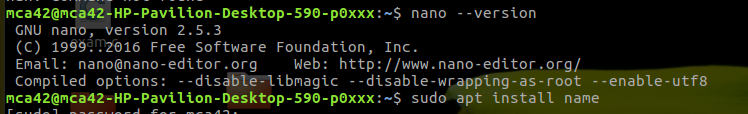 mca42@mca42-HP-Pavilion-Desktop-590-p0xxx:~$ nano --version
GNU nano, version 2.5.3
(C) 1999..2016 Free Software Foundation, Inc.
Email: nano@nano-editor.org    Web: http://www.nano-editor.org/
Compiled options: --disable-libmagic --disable-wrapping-as-root --enable-utf8
mca42@mca42-HP-Pavilion-Desktop-590-p0xxx:~$ sudo apt install name
[sudo] password for mca42: